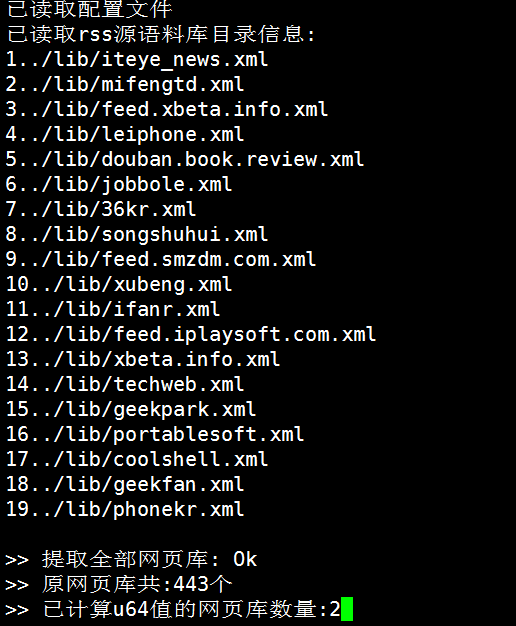 已读取配置文件
已读取rss源语料库目录信息:
1../lib/iteye_news.xml
2../lib/mifengtd.xml
3../lib/feed.xbeta.info.xml
4../lib/leiphone.xml
5../lib/douban.book.review.xml
6../lib/jobbole.xml
7../lib/36kr.xml
8../lib/songshuhui.xml
9../lib/feed.smzdm.com.xml
10../lib/xubeng.xml
11../lib/ifanr.xml
12../lib/feed.iplaysoft.com.xml
13../lib/xbeta.info.xml
14../lib/techweb.xml
15../lib/geekpark.xml
16../lib/portablesoft.xml
17../lib/coolshell.xml
18../lib/geekfan.xml
19../lib/phonekr.xml
>> 提取全部网页库: Ok
>> 原网页库共:443个
>> 已计算u64值的网页库数量:2